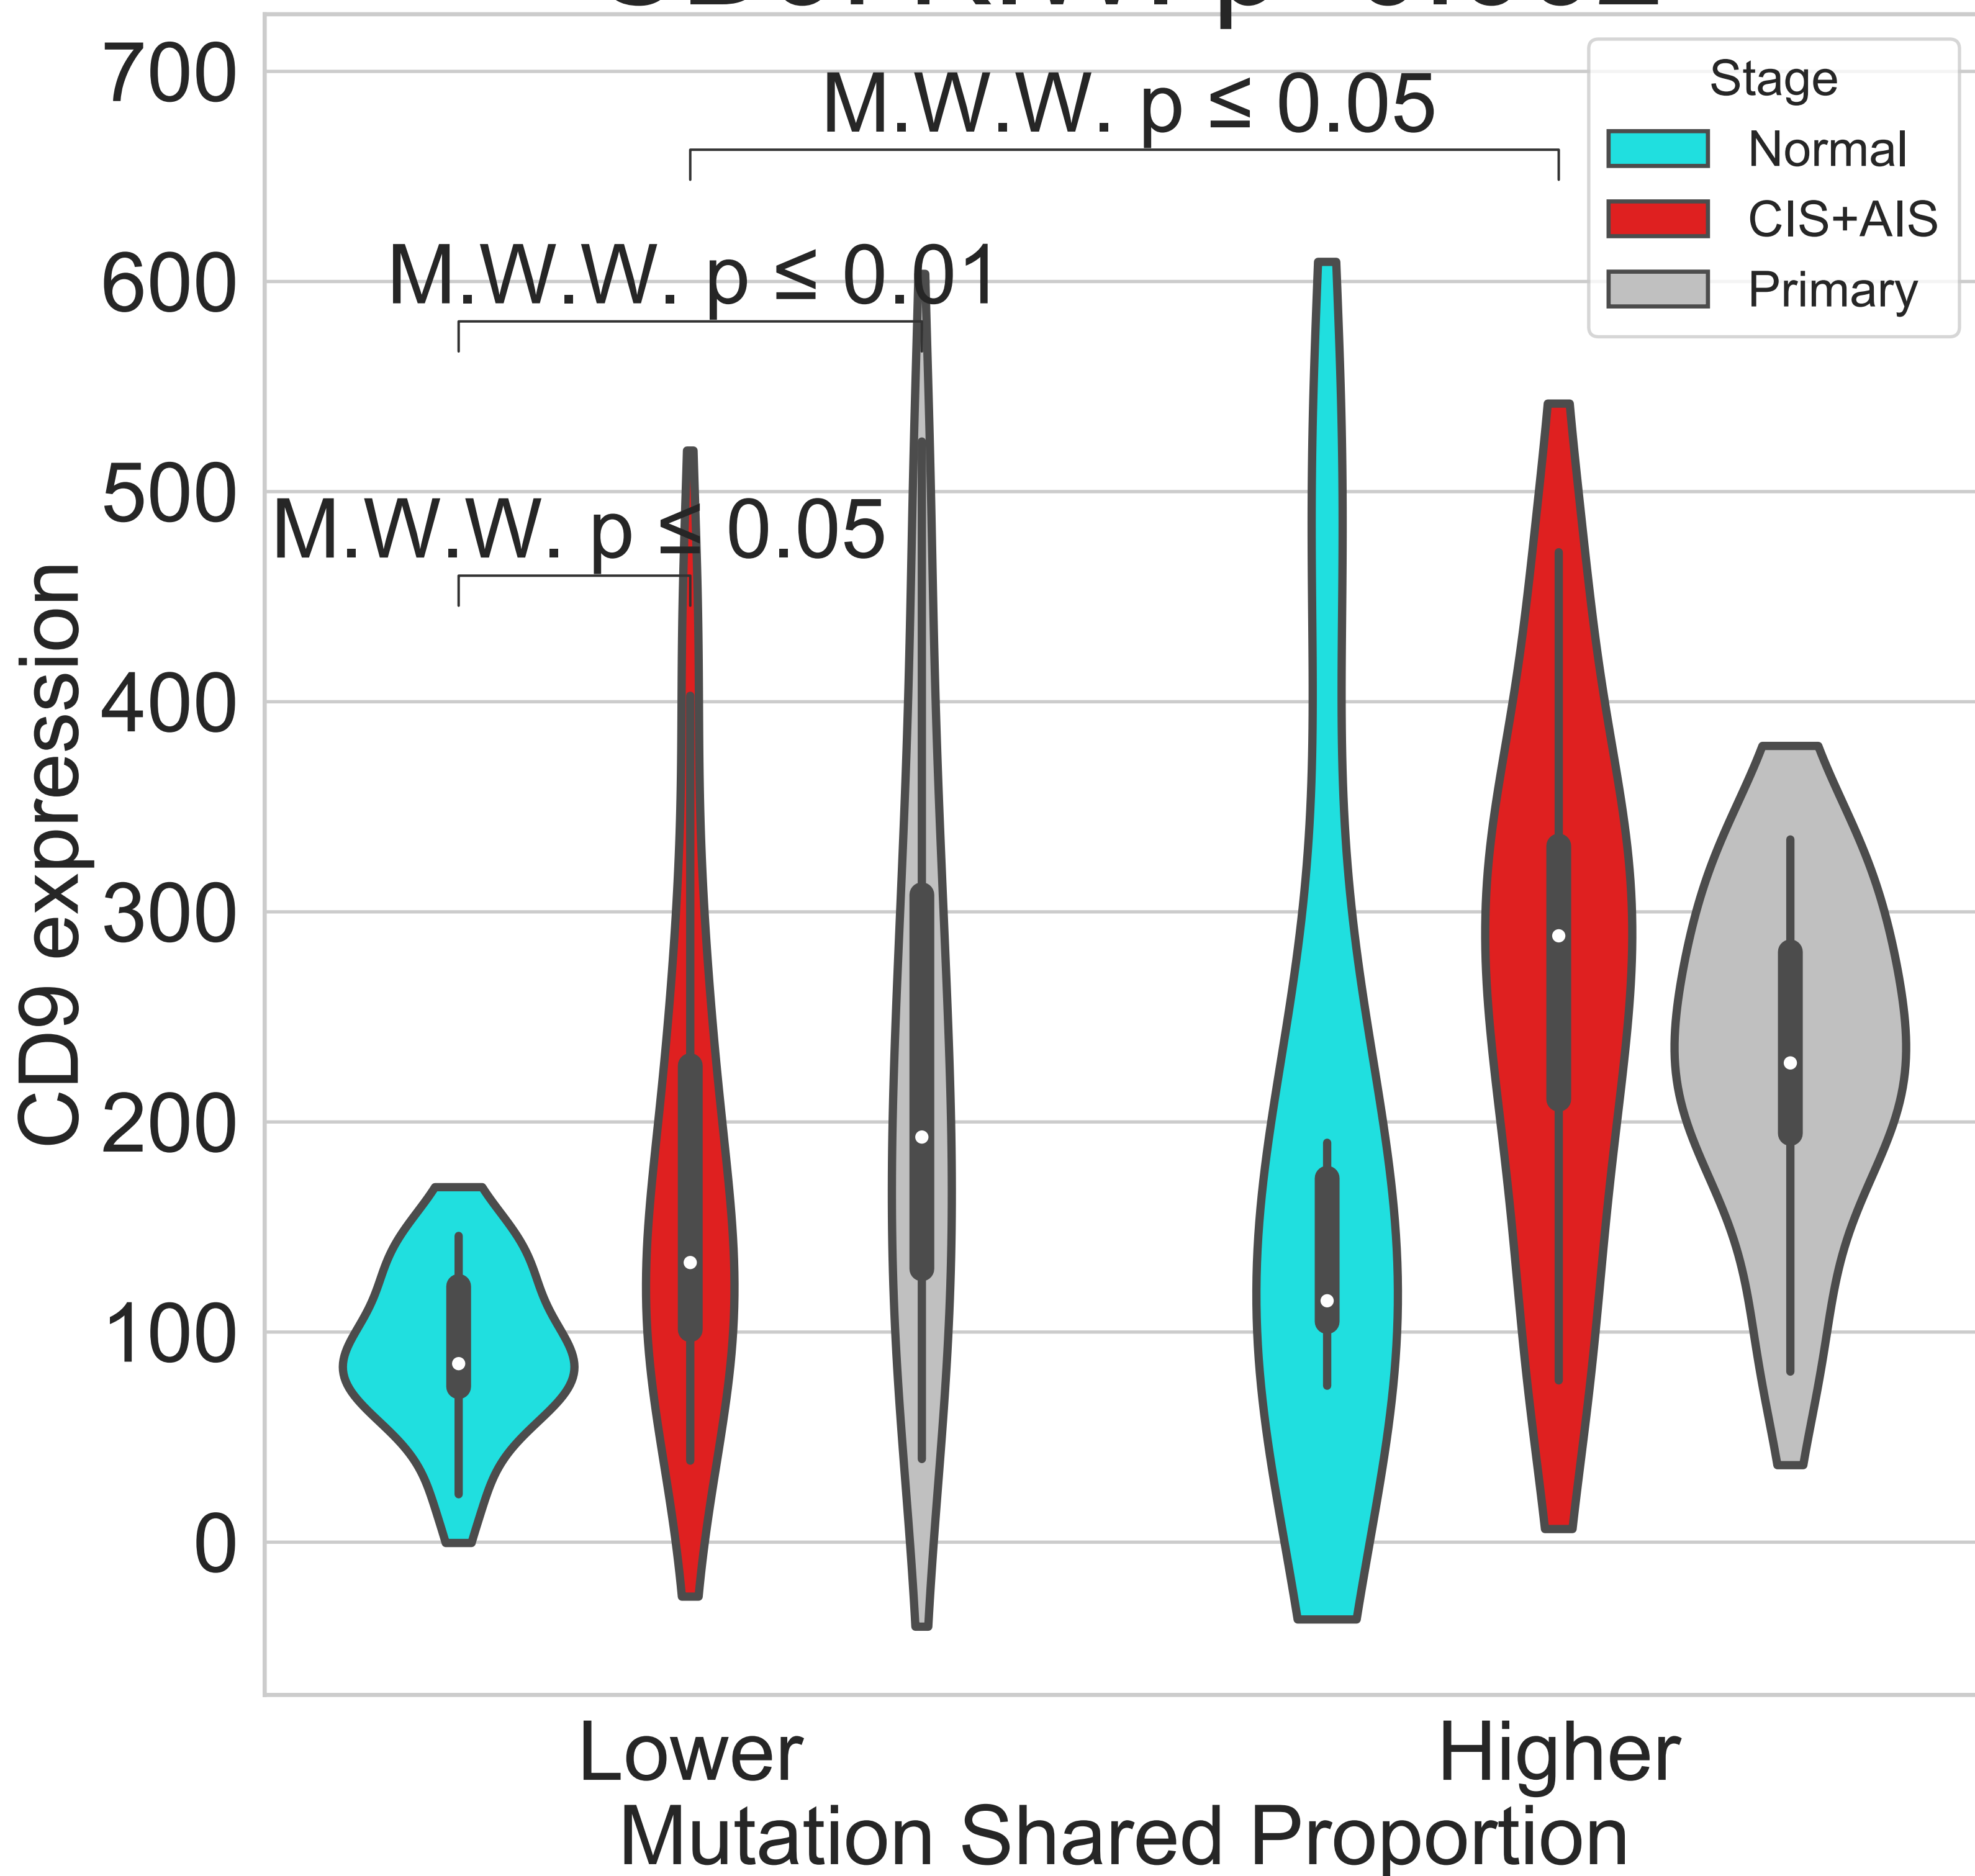 700
M.W.W. p ≤ 0.05
Stage
Normal
CIS+AIS
Primary
600
M.W.W. p ≤ 0.01
500
M.W.W. p ≤ 0.05
400
300
200
100
0
CD9 expression
Lower
Higher
Mutation Shared Proportion